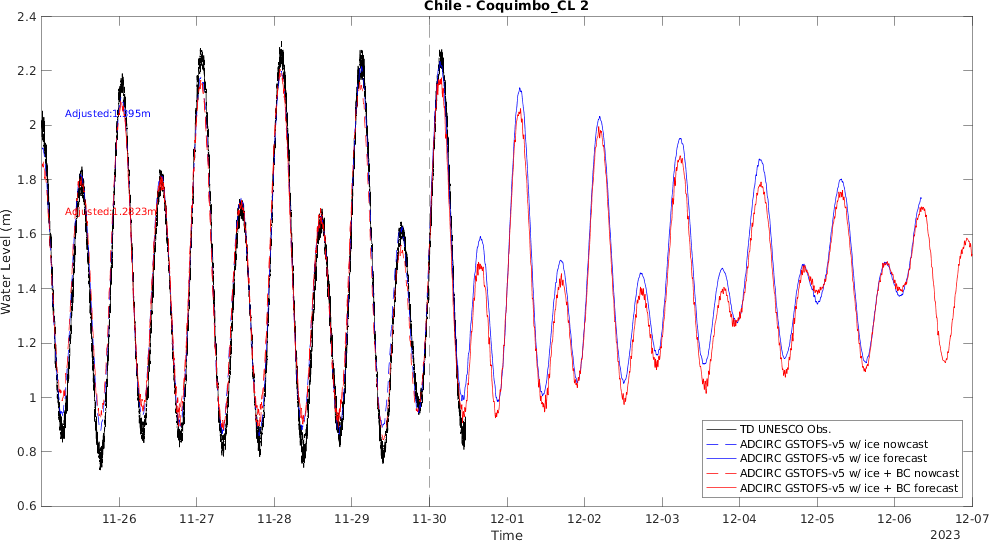 Chile - Coquimbo_CL 2
Water Level (m)
2.4
2.2
2
1.8
1.6
1.4
1.2
1
0.8
0.6
Adjusted:1.2823m
TD UNESCO Obs.
ADCIRC GSTOFS-v5 w/ ice nowcast
ADCIRC GSTOFS-v5 w/ ice forecast
ADCIRC GSTOFS-v5 w/ ice + BC nowcast
ADCIRC GSTOFS-v5 w/ ice + BC forecast
11-26 11-27 11-28 11-29 11-30 12-01 12-02 12-03 12-04 12-05 12-06 12-07
Time
2023